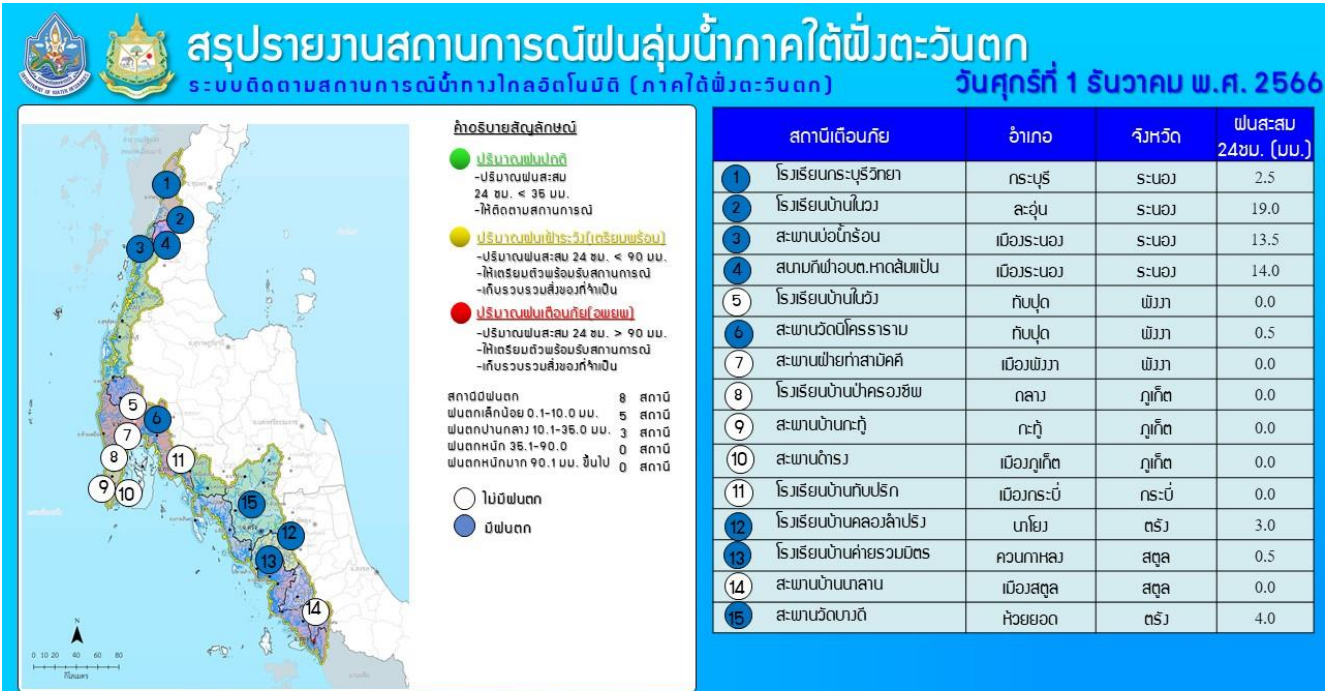 สรุปรายงานสถานการณ์ฝนลุ่มน้ำภาคใต้ฝั่งตะวันตก
ระบบติดตามสถานการณ์น้ำทางไกลอัตโนมัติ (ภาคใต้ฝั่งตะวันตก)
วันศุกร์ที่ 1 ธันวาคม พ.ศ. 2566
คำอธิบายสัญลักษณ์
ปริมาณฝนปกติ
-ปริมาณฝนสะสม
24 ชม. < 35 มม.
-ให้ติดตามสถานการณ์
ปริมาณฝนเฝ้าระวัง(เตรียมพร้อม)
-ปริมาณฝนสะสม 24 ชม. < 90 มม.
-ให้เตรียมตัวพร้อมรับสถานการณ์
-เก็บรวบรวมสิ่งของที่จำเป็น
ปริมาณฝนเตือนภัย(อพยพ)
-ปริมาณฝนสะสม 24 ชม. > 90 มม.
-ให้เตรียมตัวพร้อมรับสถานการณ์
-เก็บรวบรวมสิ่งของที่จำเป็น
สถานีมีฝนตก 8 สถานี
ฝนตกเล็กน้อย 0.1-10.0 มม. 5 สถานี
ฝนตกปานกลาง 10.1-35.0 มม. 3 สถานี
ฝนตกหนัก 35.1-90.0 0 สถานี
ฝนตกหนักมาก 90.1 มม. ขึ้นไป 0 สถานี
ไม่มีฝนตก
มีฝนตก
1
2
3 4
5
6
7
8
11
9
10
15
12
13
14
N
0 10 20 40 60 80
กิโลเมตร
สถานีเตือนภัย อำเภอ จังหวัด ฝนสะสม
24ชม. (มม.)
1 โรงเรียนกระบุรีวิทยา กระบุรี ระนอง 2.5
2 โรงเรียนบ้านในวง ละอุ่น ระนอง 19.0
3 สะพานบ่อน้ำร้อน เมืองระนอง ระนอง 13.5
4 สนามกีฬาอบต.หาดส้มแป้น เมืองระนอง ระนอง 14.0
5 โรงเรียนบ้านในวัง ทับปุด พังงา 0.0
6 สะพานวัดนิโครธาราม ทับปุด พังงา 0.5
7 สะพานฝ่ายท่าสามัคคี เมืองพังงา พังงา 0.0
8 โรงเรียนบ้านป่าครองชีพ ถลาง ภูเก็ต 0.0
9 สะพานบ้านกะทู้ กะทู้ ภูเก็ต 0.0
10 สะพานดำรง เมืองภูเก็ต ภูเก็ต 0.0
11 โรงเรียนบ้านทับปริก เมืองกระบี่ กระบี่ 0.0
12 โรงเรียนบ้านคลองลำปริง นาโยง ตรัง 3.0
13 โรงเรียนบ้านค่ายรวมมิตร ควนกาหลง สตูล 0.5
14 สะพานบ้านนาลาน เมืองสตูล สตูล 0.0
15 สะพานวัดบางดี ห้วยยอด ตรัง 4.0